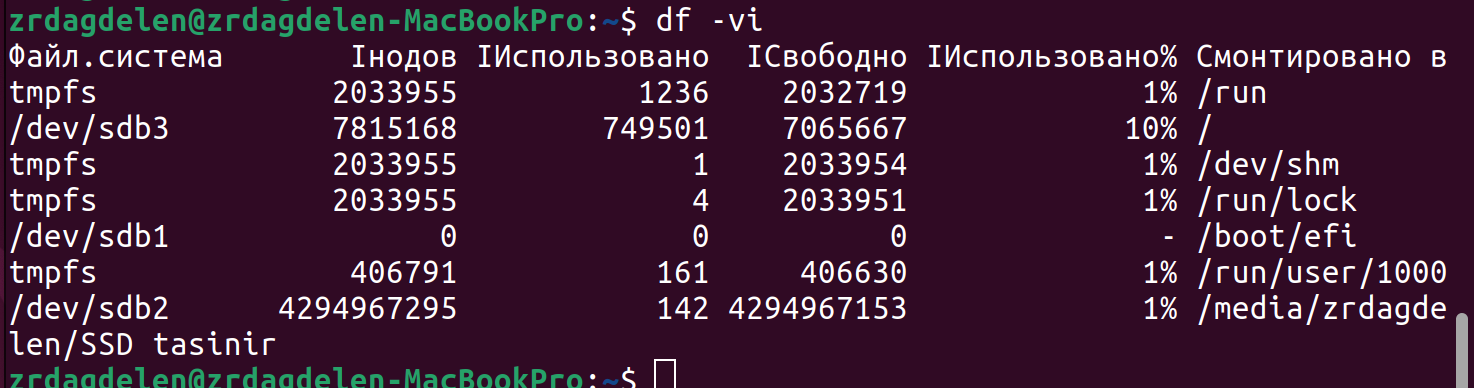 zrdagdelen@zrdagdelen-MacBookPro:~$ df -vi
Файл.система Iнодов IИспользовано IСвободно IИспользовано% Смонтировано в
tmpfs 2033955 1236 2032719 1% /run
/dev/sdb3 7815168 749501 7065667 10% /
tmpfs 2033955 1 2033954 1% /dev/shm
tmpfs 2033955 4 2033951 1% /run/lock
/dev/sdb1 0 0 0 - /boot/efi
tmpfs 406791 161 406630 1% /run/user/1000
/dev/sdb2 4294967295 142 4294967153 1% /media/zrdagde
len/SSD tasinir
zrdagdelen@zrdagdelen-MacBookPro:~$